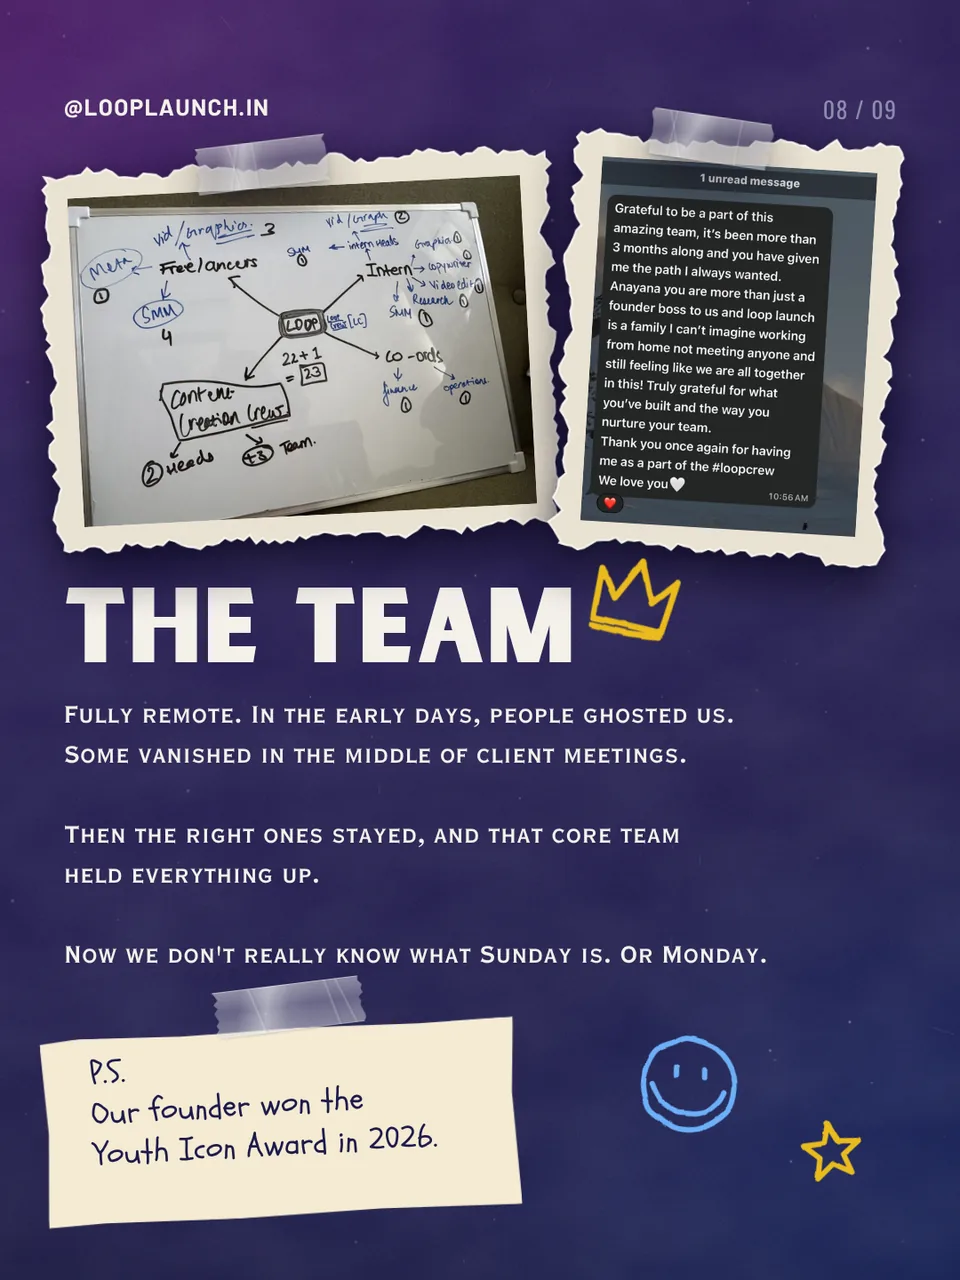 @LOOPLAUNCH.IN
08 / 09
vid/Graphics. 3
Meta
1
Freelancers
SMM
4
vid/Graph 2
SMM
1
intern Heads
Intern
Graphic 1
copywriter 1
Video edit 1
Research 1
SMM 1
LOOP
22+1
= 23
co-ords
finance
1
operations.
1
Content
Creation Crew
2 Heads
+3 Team.
1 unread message
Grateful to be a part of this
amazing team, it's been more than
3 months along and you have given
me the path I always wanted.
Anayana you are more than just a
founder boss to us and loop launch
is a family I can't imagine working
from home not meeting anyone and
still feeling like we are all together
in this! Truly grateful for what
you've built and the way you
nurture your team.
Thank you once again for having
me as a part of the #loopcrew
We love you🤍
10:56 AM
❤️
THE TEAM
Fully remote. In the early days, people ghosted us.
Some vanished in the middle of client meetings.
Then the right ones stayed, and that core team
held everything up.
Now we don't really know what Sunday is. Or Monday.
P.S.
Our founder won the
Youth Icon Award in 2026.